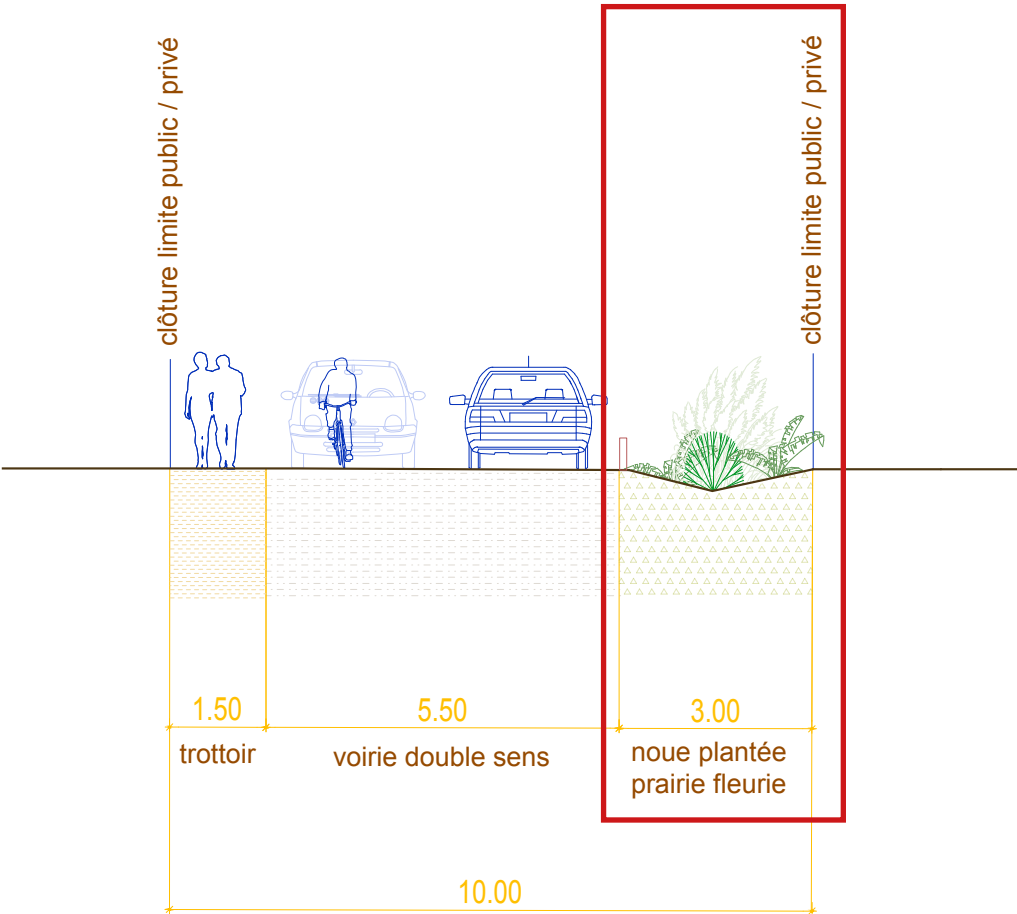 clôture limite public / privé
clôture limite public / privé
1.50
5.50
3.00
trottoir
voirie double sens
noue plantée
prairie fleurie
10.00